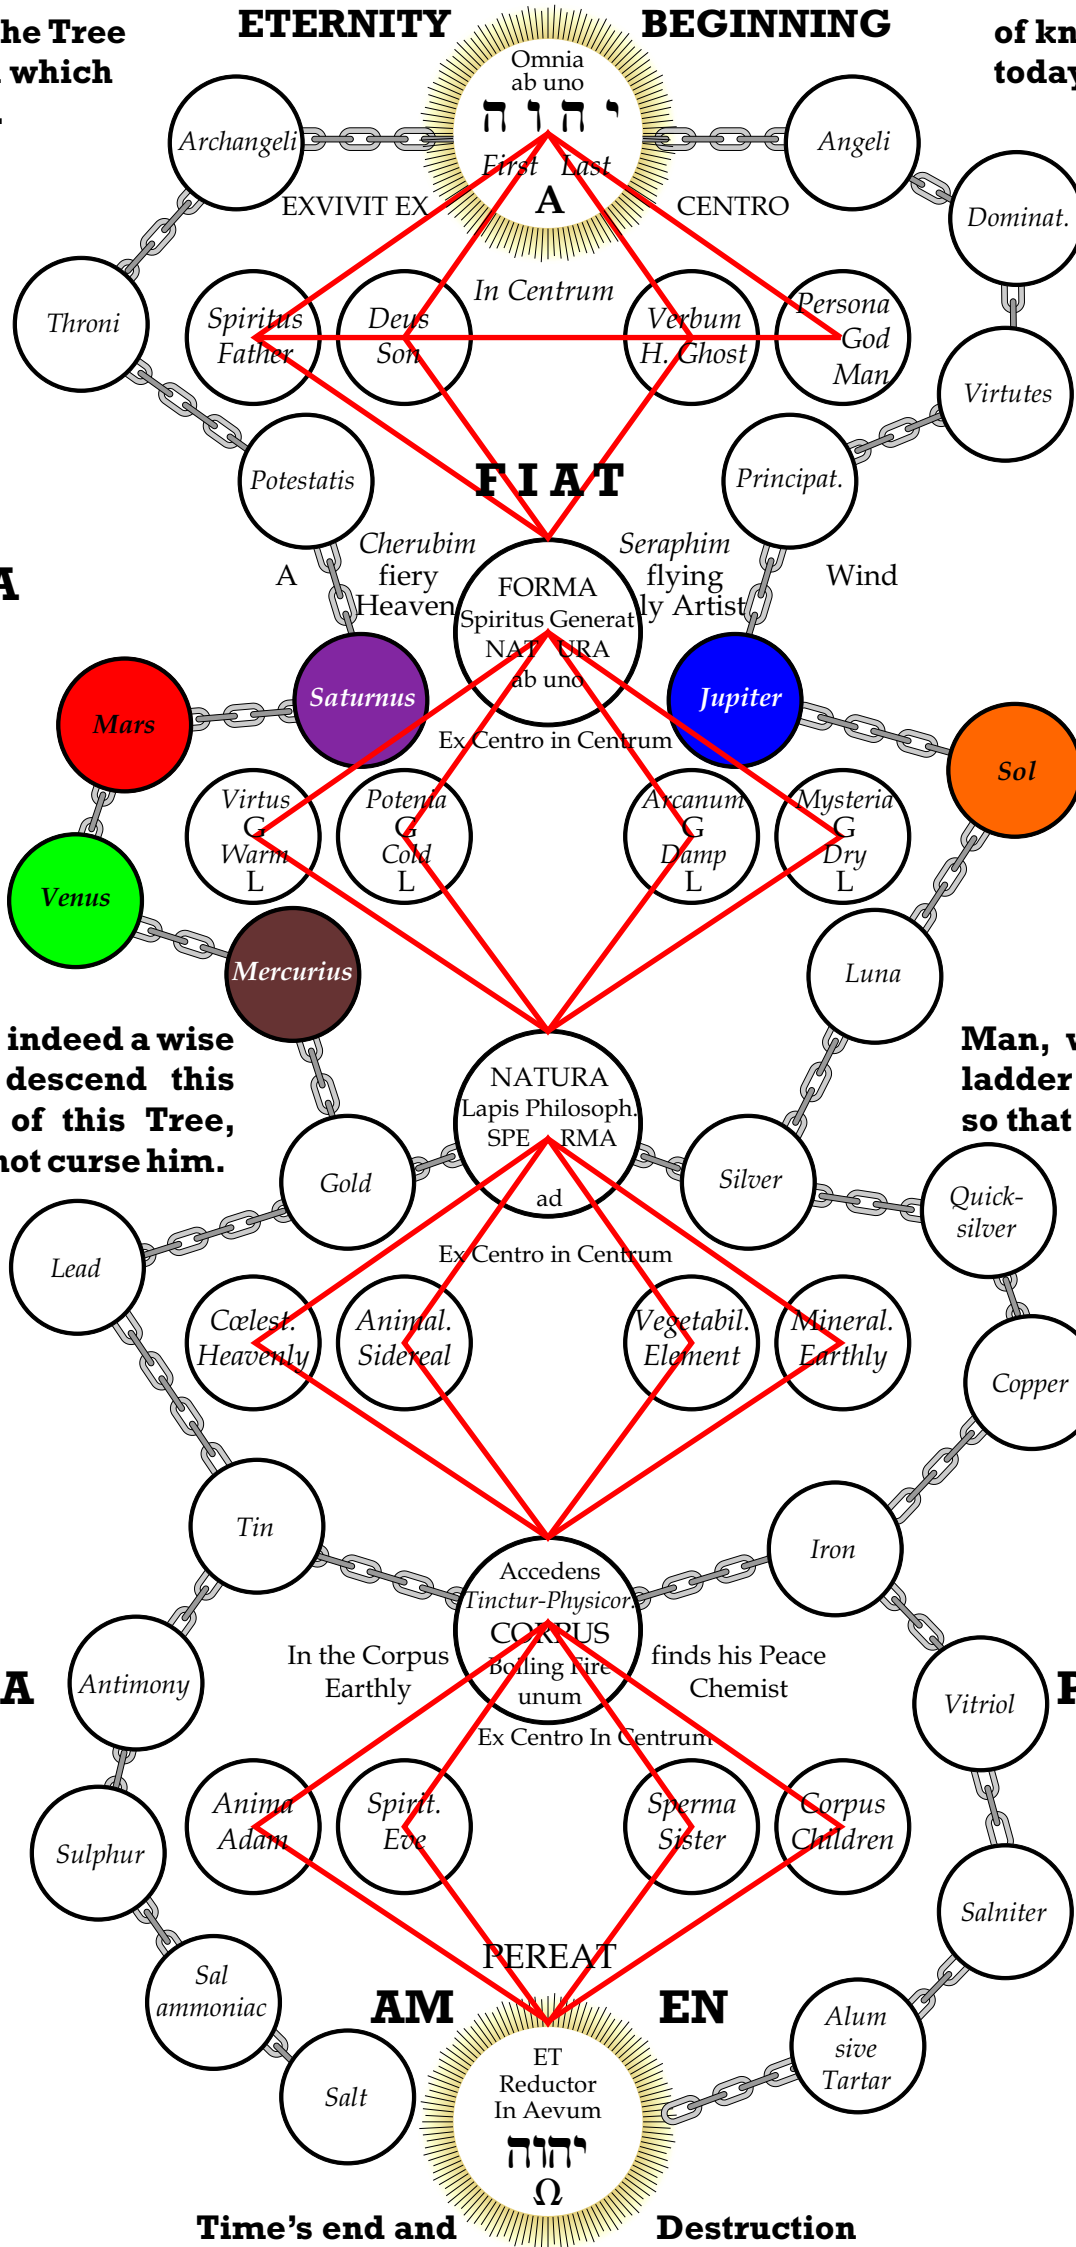 he Tree
which
ETERNITY BEGINNING
of kn
today
Omnia
ab uno
י ה ו ה
First Last
A
Archangeli
Angeli
EXVIVIT EX CENTRO
Dominat.
In Centrum
Throni
Spiritus
Father
Deus
Son
Verbum
H. Ghost
Persona
God
Man
Virtutes
Potestatis
FIAT
Principat.
A
Cherubim
fiery
Heaven
Seraphim
flying
ly Artist
Wind
A
FORMA
Spiritus Generat
NAT URA
ab uno
Saturnus
Jupiter
Mars
Sol
Ex Centro in Centrum
Virtus
G
Warm
L
Potenia
G
Cold
L
Arcanum
G
Damp
L
Mysteria
G
Dry
L
Venus
Mercurius
Luna
indeed a wise
descend this
of this Tree,
not curse him.
Man, w
ladder
so that
NATURA
Lapis Philosoph.
SPE RMA
ad
Gold
Silver
Quick-
silver
Lead
Ex Centro in Centrum
Cœlest.
Heavenly
Animal.
Sidereal
Vegetabil.
Element
Mineral.
Earthly
Copper
Tin
Iron
Accedens
Tinctur-Physicor.
CORPUS
Boiling Fire
unum
In the Corpus
Earthly
finds his Peace
Chemist
A
P
Antimony
Vitriol
Ex Centro In Centrum
Anima
Adam
Spirit.
Eve
Sperma
Sister
Corpus
Children
Sulphur
Salniter
PEREAT
Sal
ammoniac
AM EN
Alum
sive
Tartar
Salt
ET
Reductor
In Aevum
יהוה
Ω
Time's end and Destruction